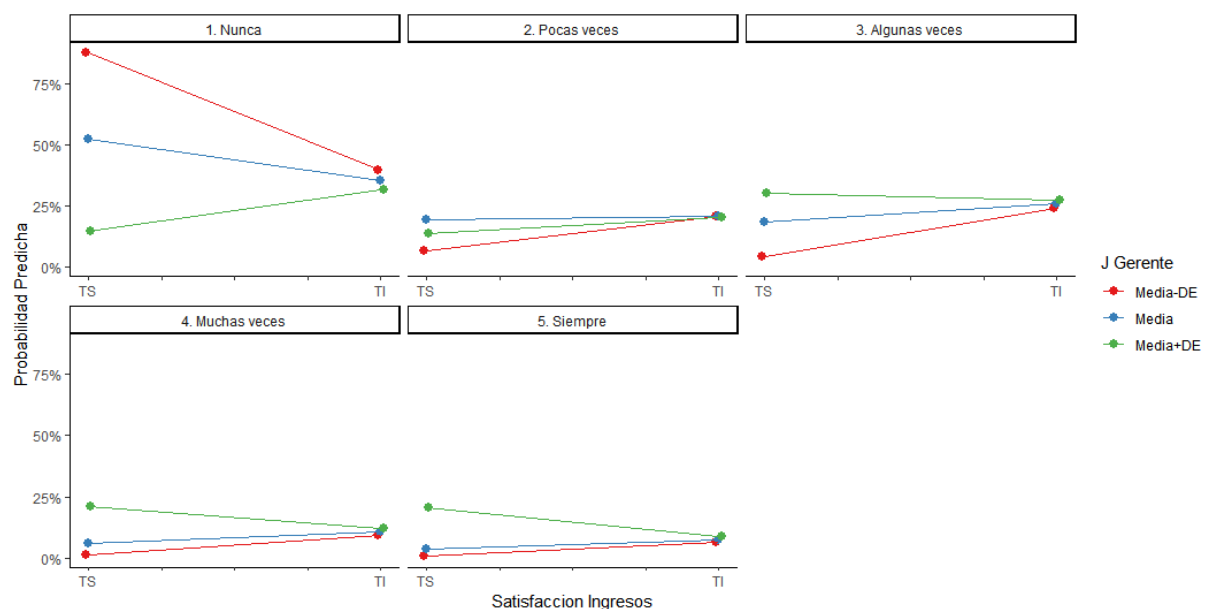 1. Nunca
2. Pocas veces
3. Algunas veces
75%
50%
25%
0%
TS
TI
TS
TI
TS
TI
4. Muchas veces
5. Siempre
75%
50%
25%
0%
TS
TI
TS
TI
Probabilidad Predicha
Satisfaccion Ingresos
J Gerente
Media-DE
Media
Media+DE